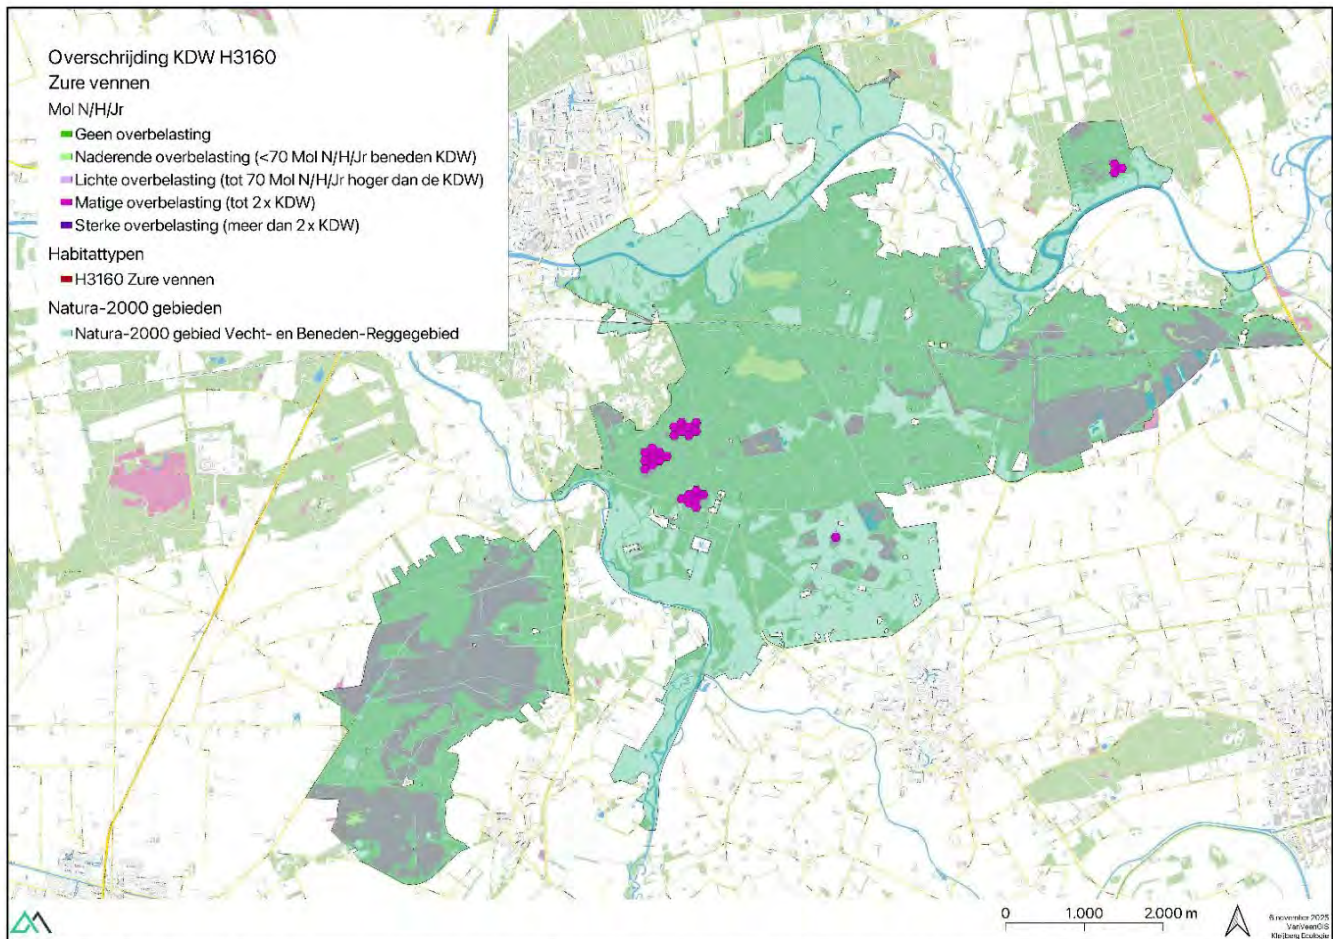 Overschrijding KDW H3160
Zure vennen
Mol N/H/Jr
Geen overbelasting
Naderende overbelasting (<70 Mol N/H/Jr beneden KDW)
Lichte overbelasting (tot 70 Mol N/H/Jr hoger dan de KDW)
Matige overbelasting (tot 2 x KDW)
Sterke overbelasting (meer dan 2 x KDW)
Habitattypen
H3160 Zure vennen
Natura-2000 gebieden
Natura-2000 gebied Vecht- en Beneden-Reggegebied
0 1.000 2.000 m
6 november 2025
VanVeenGIS
Kleijberg Ecologie